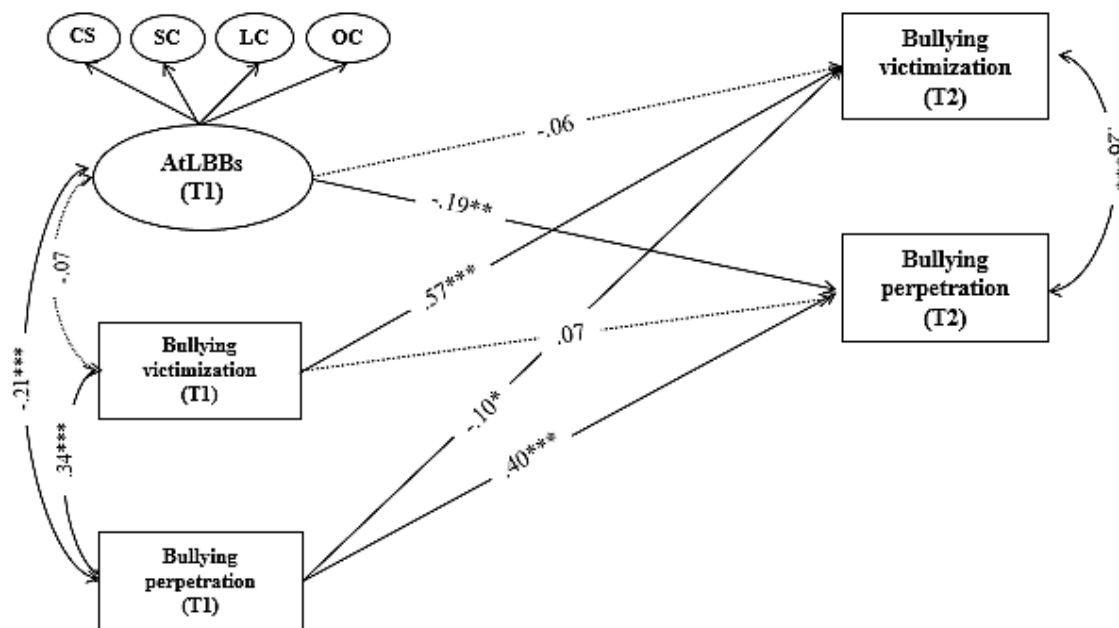 CS
SC
LC
OC
AtLBBs
(T1)
Bullying
victimization
(T1)
Bullying
perpetration
(T1)
Bullying
victimization
(T2)
Bullying
perpetration
(T2)
-.06
-.19**
.57***
.07
-.10*
.40***
-.07
-.21***
.34***